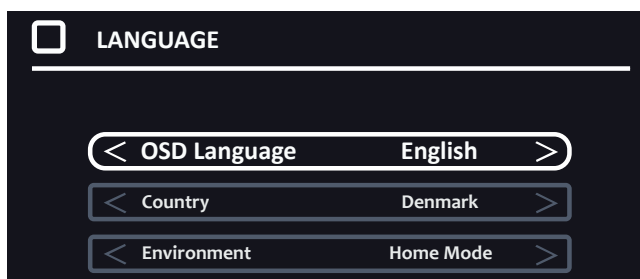 LANGUAGE
< OSD Language English >
< Country Denmark >
< Environment Home Mode >